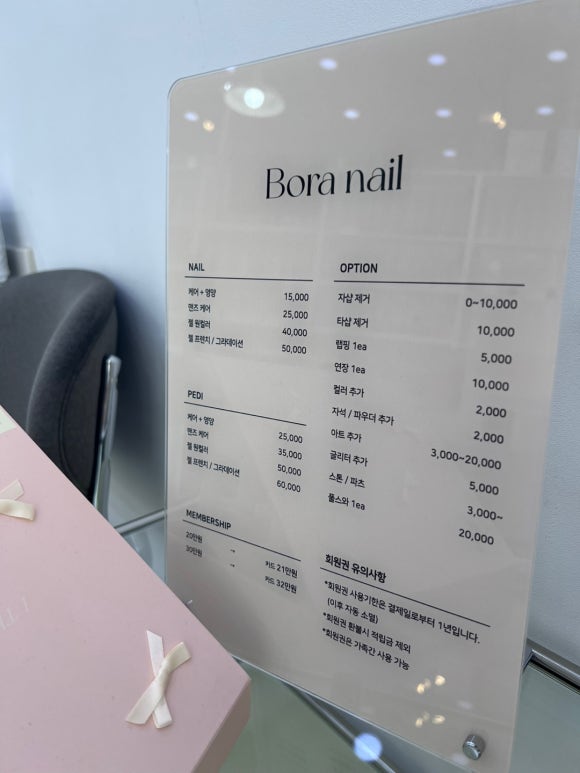 Bora nail
NAIL
케어 + 영양 15,000
맨즈 케어 25,000
젤 원컬러 40,000
젤 프렌치 / 그라데이션 50,000
PEDI
케어 + 영양 25,000
맨즈 케어 35,000
젤 원컬러 50,000
젤 프렌치 / 그라데이션 60,000
MEMBERSHIP
20만원 → 카드 21만원
30만원 → 카드 32만원
OPTION
자샵 제거 0~10,000
타샵 제거 10,000
랩핑 1ea 5,000
연장 1ea 10,000
컬러 추가 2,000
자석 / 파우더 추가 2,000
아트 추가 3,000~20,000
글리터 추가 5,000
스톤 / 파츠 3,000~
풀스와 1ea 20,000
회원권 유의사항
*회원권 사용기한은 결제일로부터 1년입니다.
(이후 자동 소멸)
*회원권 환불시 적립금 제외
*회원권은 가족간 사용 가능